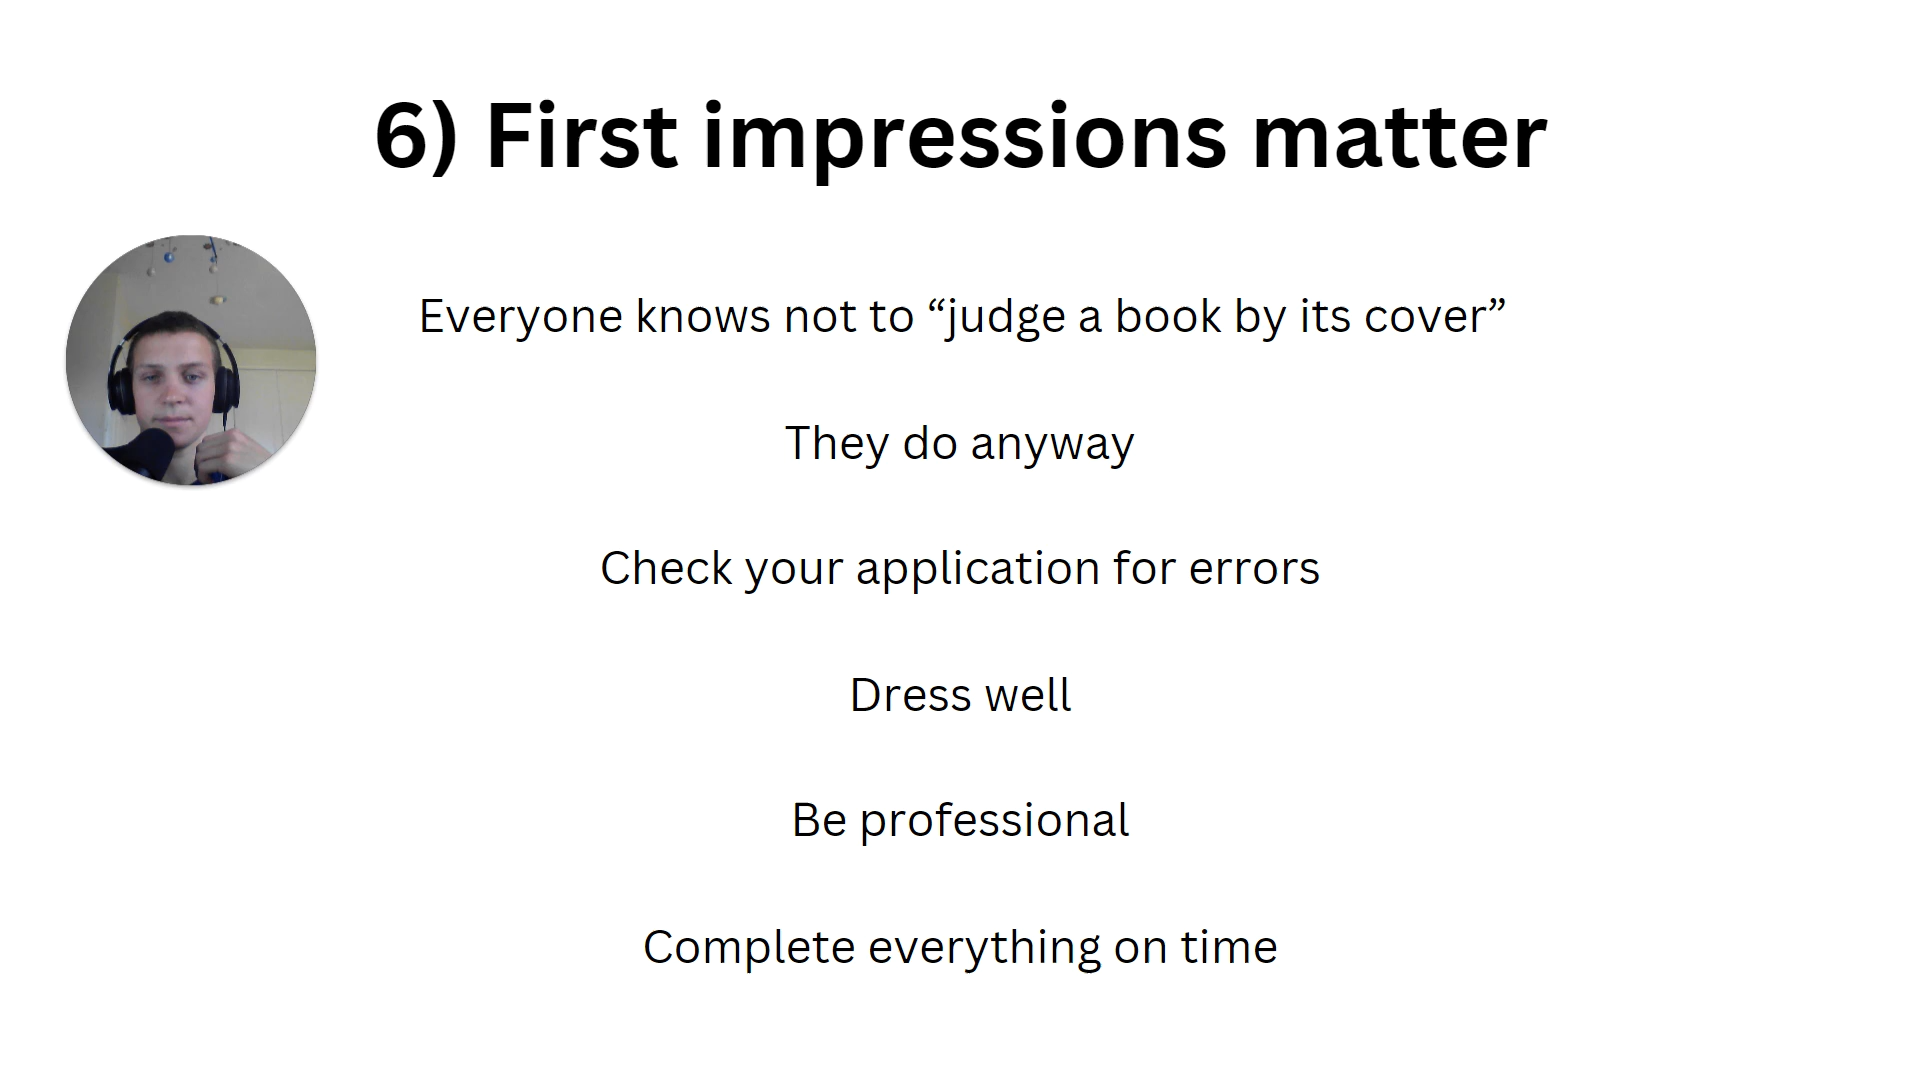 6) First impressions matter
Everyone knows not to “judge a book by its cover”
They do anyway
Check your application for errors
Dress well
Be professional
Complete everything on time